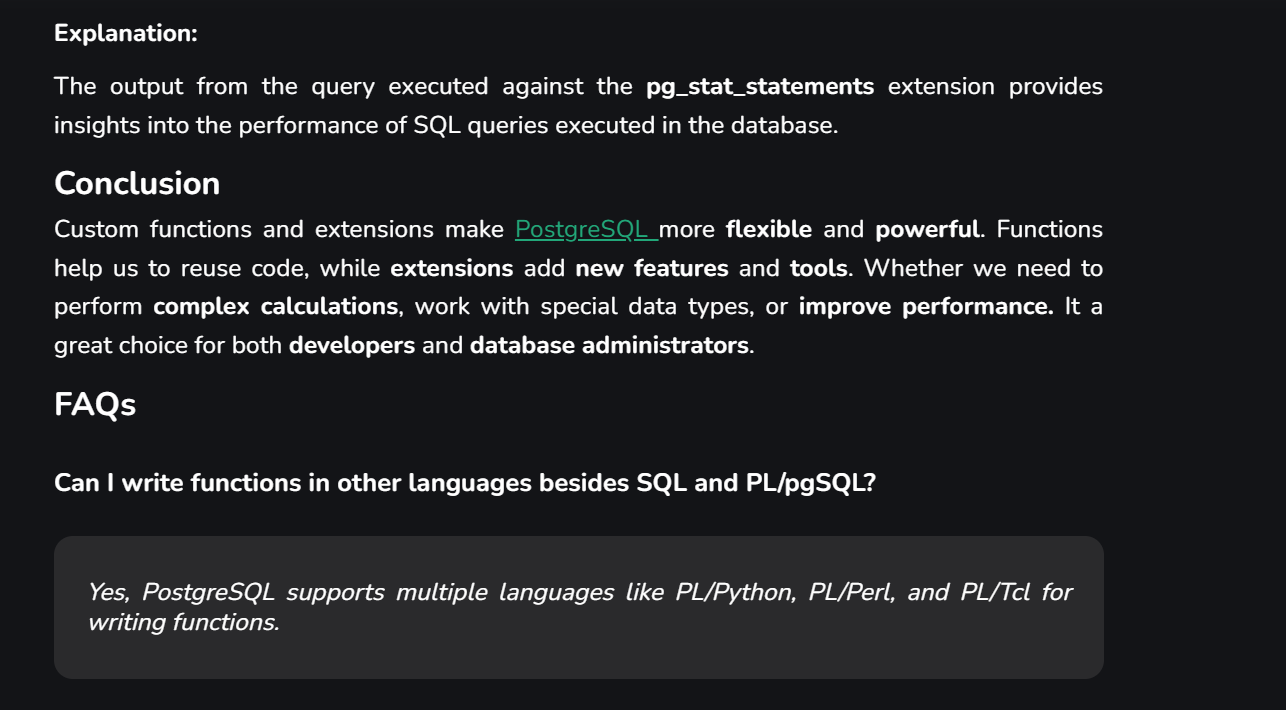 Explanation:
The output from the query executed against the pg_stat_statements extension provides
insights into the performance of SQL queries executed in the database.
Conclusion
Custom functions and extensions make PostgreSQL more flexible and powerful. Functions
help us to reuse code, while extensions add new features and tools. Whether we need to
perform complex calculations, work with special data types, or improve performance. It a
great choice for both developers and database administrators.
FAQs
Can I write functions in other languages besides SQL and PL/pgSQL?
Yes, PostgreSQL supports multiple languages like PL/Python, PL/Perl, and PL/Tcl for
writing functions.